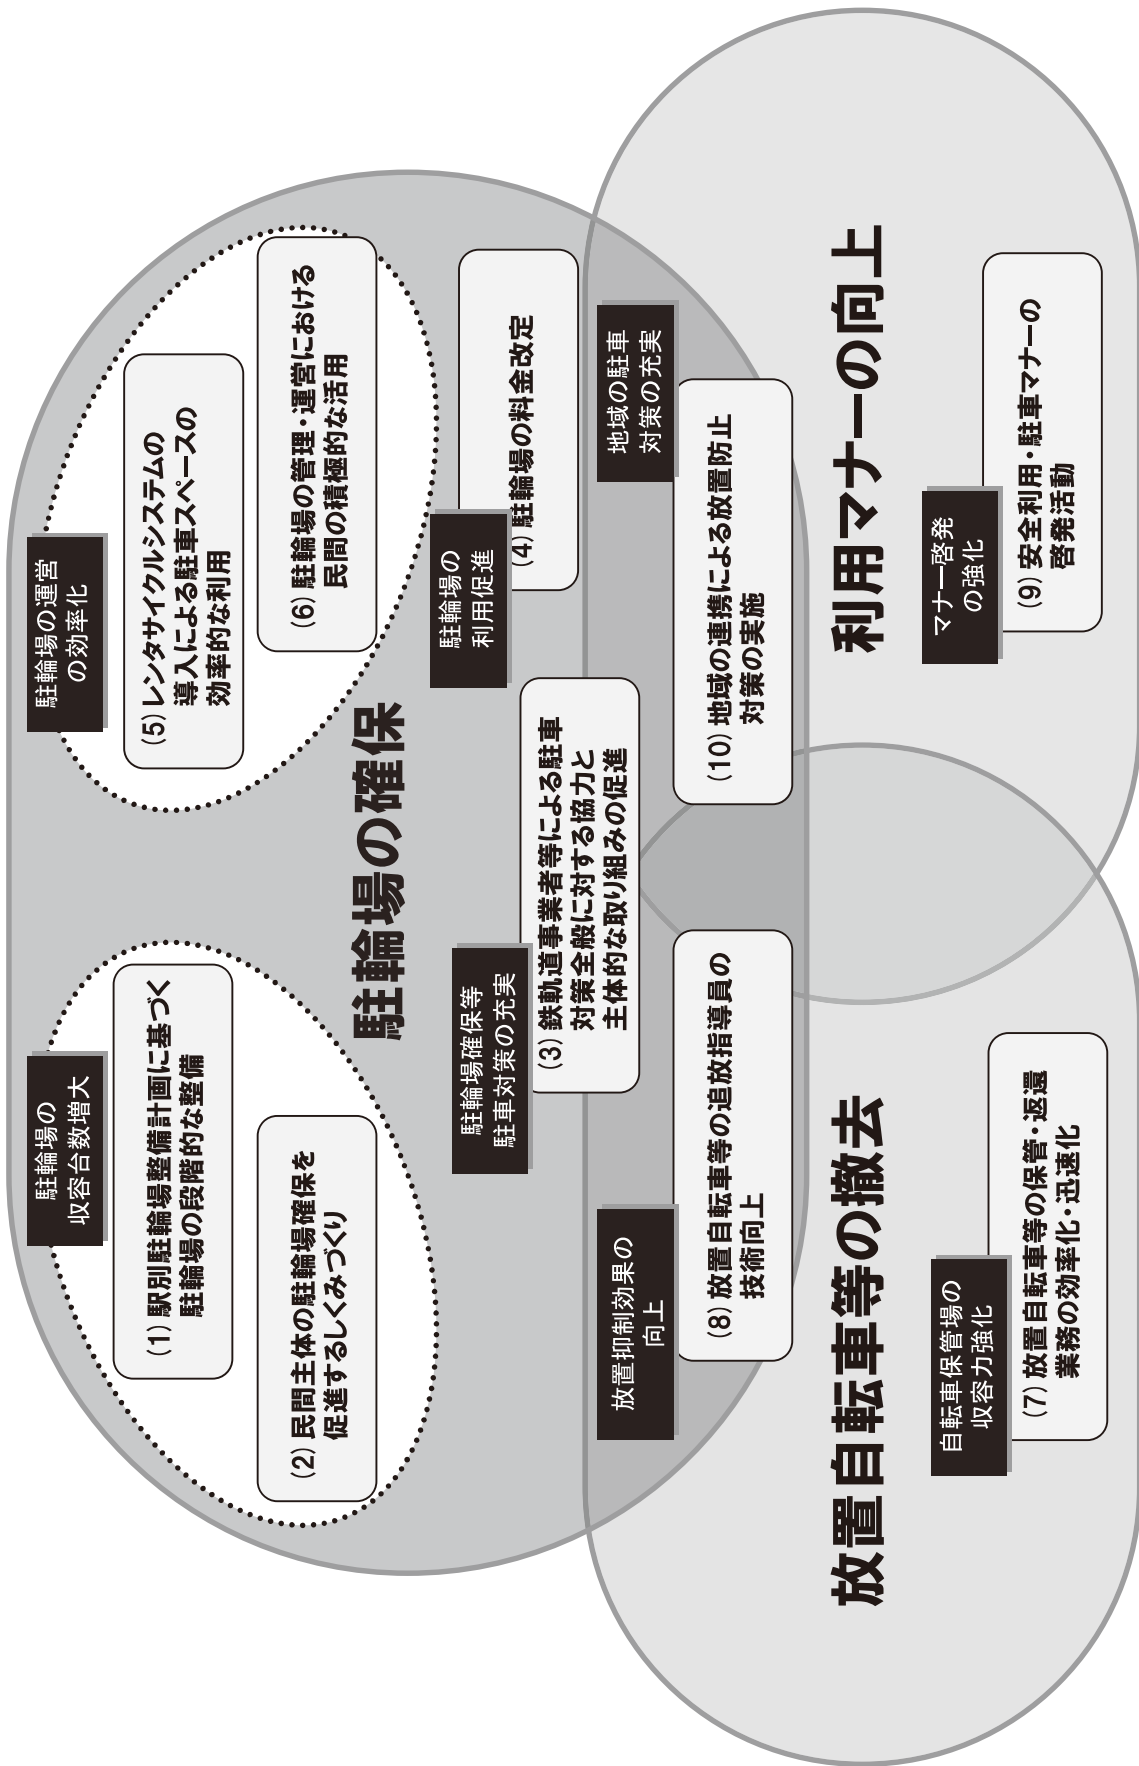 駐輪場の
収容台数増大
(1) 駅別駐輪場整備計画に基づく
駐輪場の段階的な整備
(2) 民間主体の駐輪場確保を
促進するしくみづくり
駐輪場の運営
の効率化
(5) レンタサイクルシステムの
導入による駐車スペースの
効率的な利用
(6) 駐輪場の管理・運営における
民間の積極的な活用
駐輪場の確保
駐輪場確保等
駐車対策の充実
(3) 鉄軌道事業者等による駐車
対策全般に対する協力と
主体的な取り組みの促進
駐輪場の
利用促進
(4) 駐輪場の料金改定
放置抑制効果の
向上
(8) 放置自転車等の追放指導員の
技術向上
地域の駐車
対策の充実
(10) 地域の連携による放置防止
対策の実施
放置自転車等の撤去
自転車保管場の
収容力強化
(7) 放置自転車等の保管・返還
業務の効率化・迅速化
利用マナーの向上
マナー啓発
の強化
(9) 安全利用・駐車マナーの
啓発活動